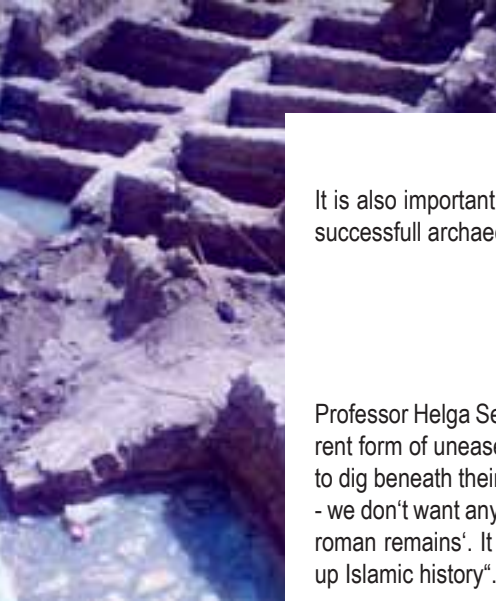 It is also important
successfull archaeo
Professor Helga Se
rent form of unease
to dig beneath their
- we don‘t want any
roman remains‘. It
up Islamic history“.